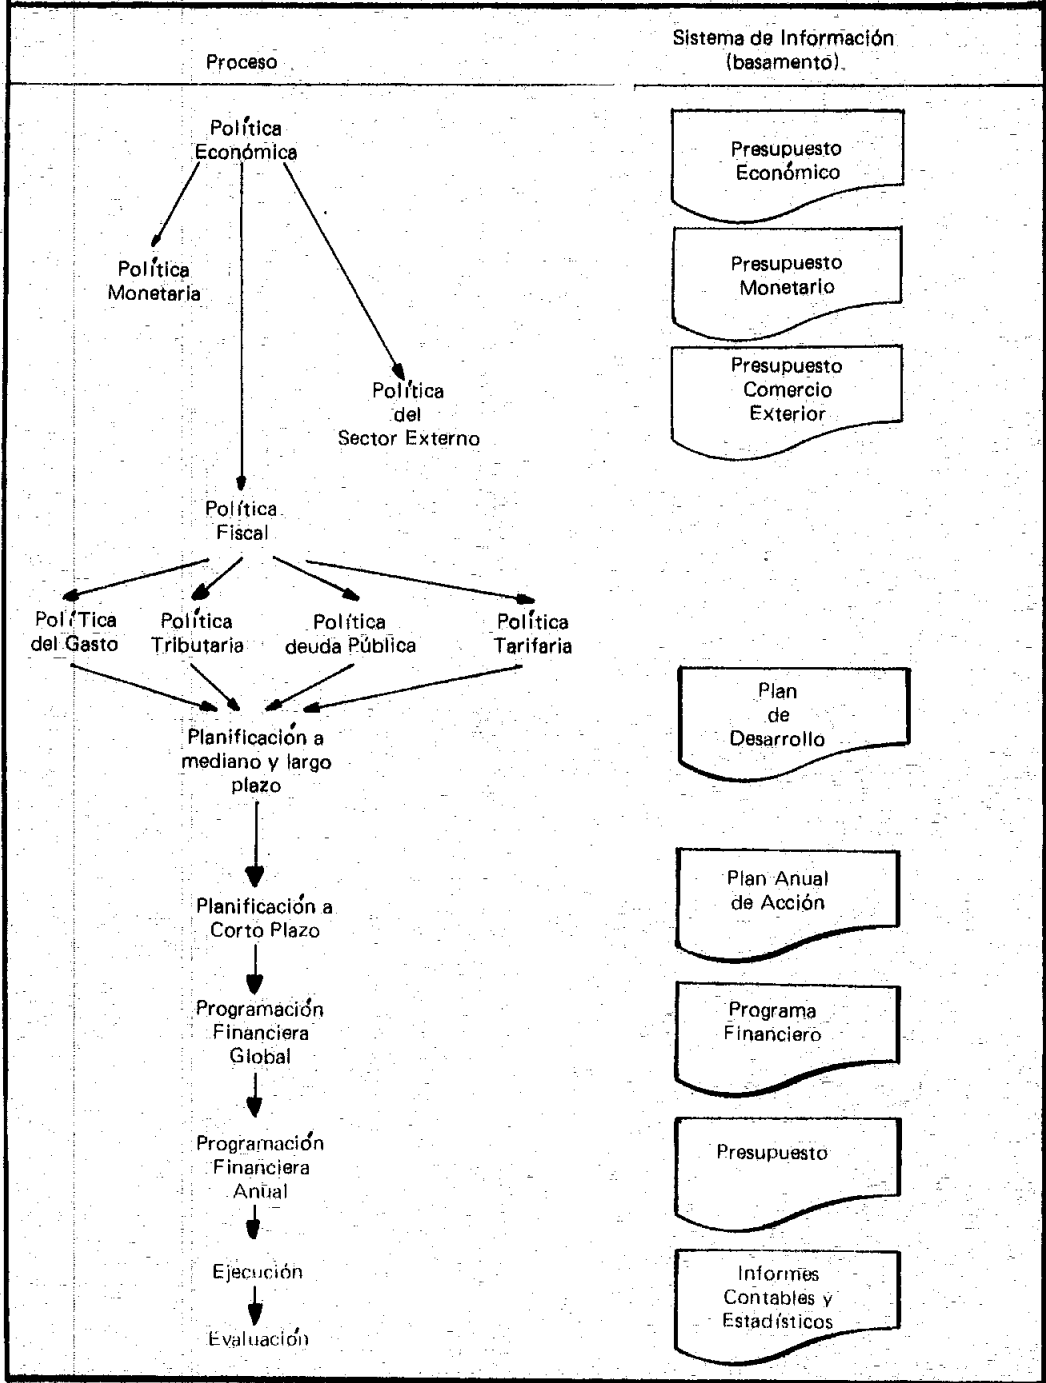 Proceso
Sistema de Información
(basamento)
Política
Económica
Presupuesto
Económico
Política
Monetaria
Presupuesto
Monetario
Política
del
Sector Externo
Presupuesto
Comercio
Exterior
Política
Fiscal
PolíTica
del Gasto
Política
Tributaria
Política
deuda Pública
Política
Tarifaria
Planificación a
mediano y largo
plazo
Plan
de
Desarrollo
Planificación a
Corto Plazo
Plan Anual
de Acción
Programación
Financiera
Global
Programa
Financiero
Programación
Financiera
Anual
Presupuesto
Ejecución
Evaluación
Informes
Contables y
Estadísticos